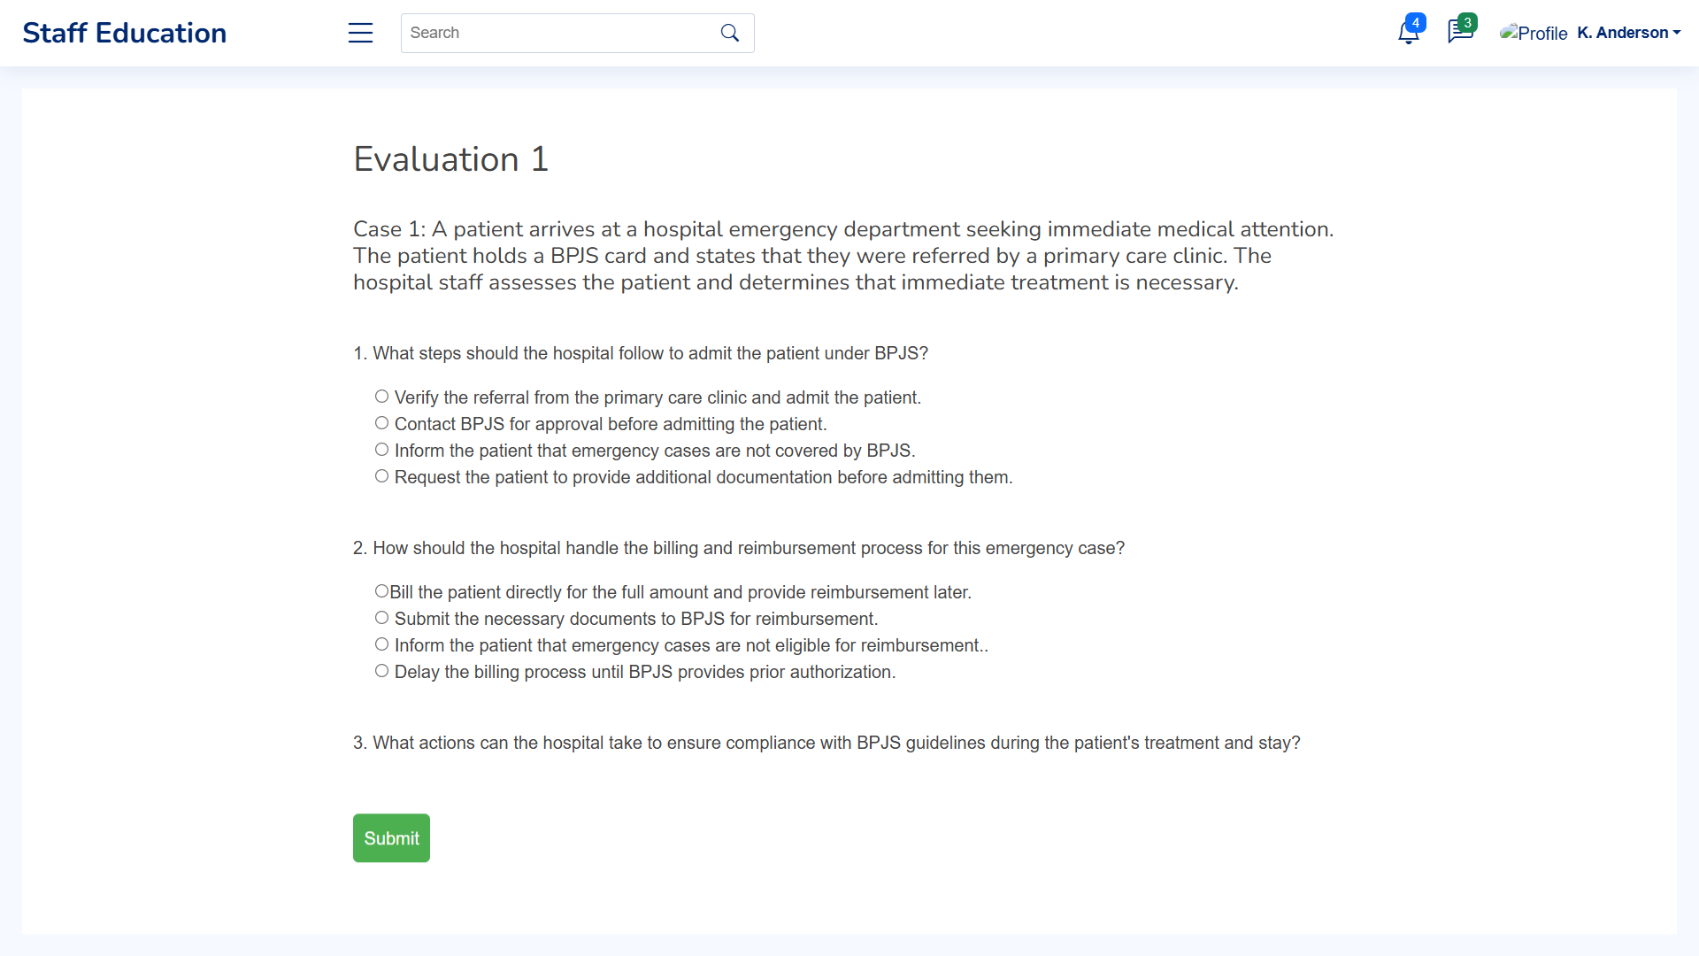 Staff Education
Search
4
3
Profile
K. Anderson
Evaluation 1
Case 1: A patient arrives at a hospital emergency department seeking immediate medical attention.
The patient holds a BPJS card and states that they were referred by a primary care clinic. The
hospital staff assesses the patient and determines that immediate treatment is necessary.
1. What steps should the hospital follow to admit the patient under BPJS?
Verify the referral from the primary care clinic and admit the patient.
Contact BPJS for approval before admitting the patient.
Inform the patient that emergency cases are not covered by BPJS.
Request the patient to provide additional documentation before admitting them.
2. How should the hospital handle the billing and reimbursement process for this emergency case?
Bill the patient directly for the full amount and provide reimbursement later.
Submit the necessary documents to BPJS for reimbursement.
Inform the patient that emergency cases are not eligible for reimbursement..
Delay the billing process until BPJS provides prior authorization.
3. What actions can the hospital take to ensure compliance with BPJS guidelines during the patient's treatment and stay?
Submit